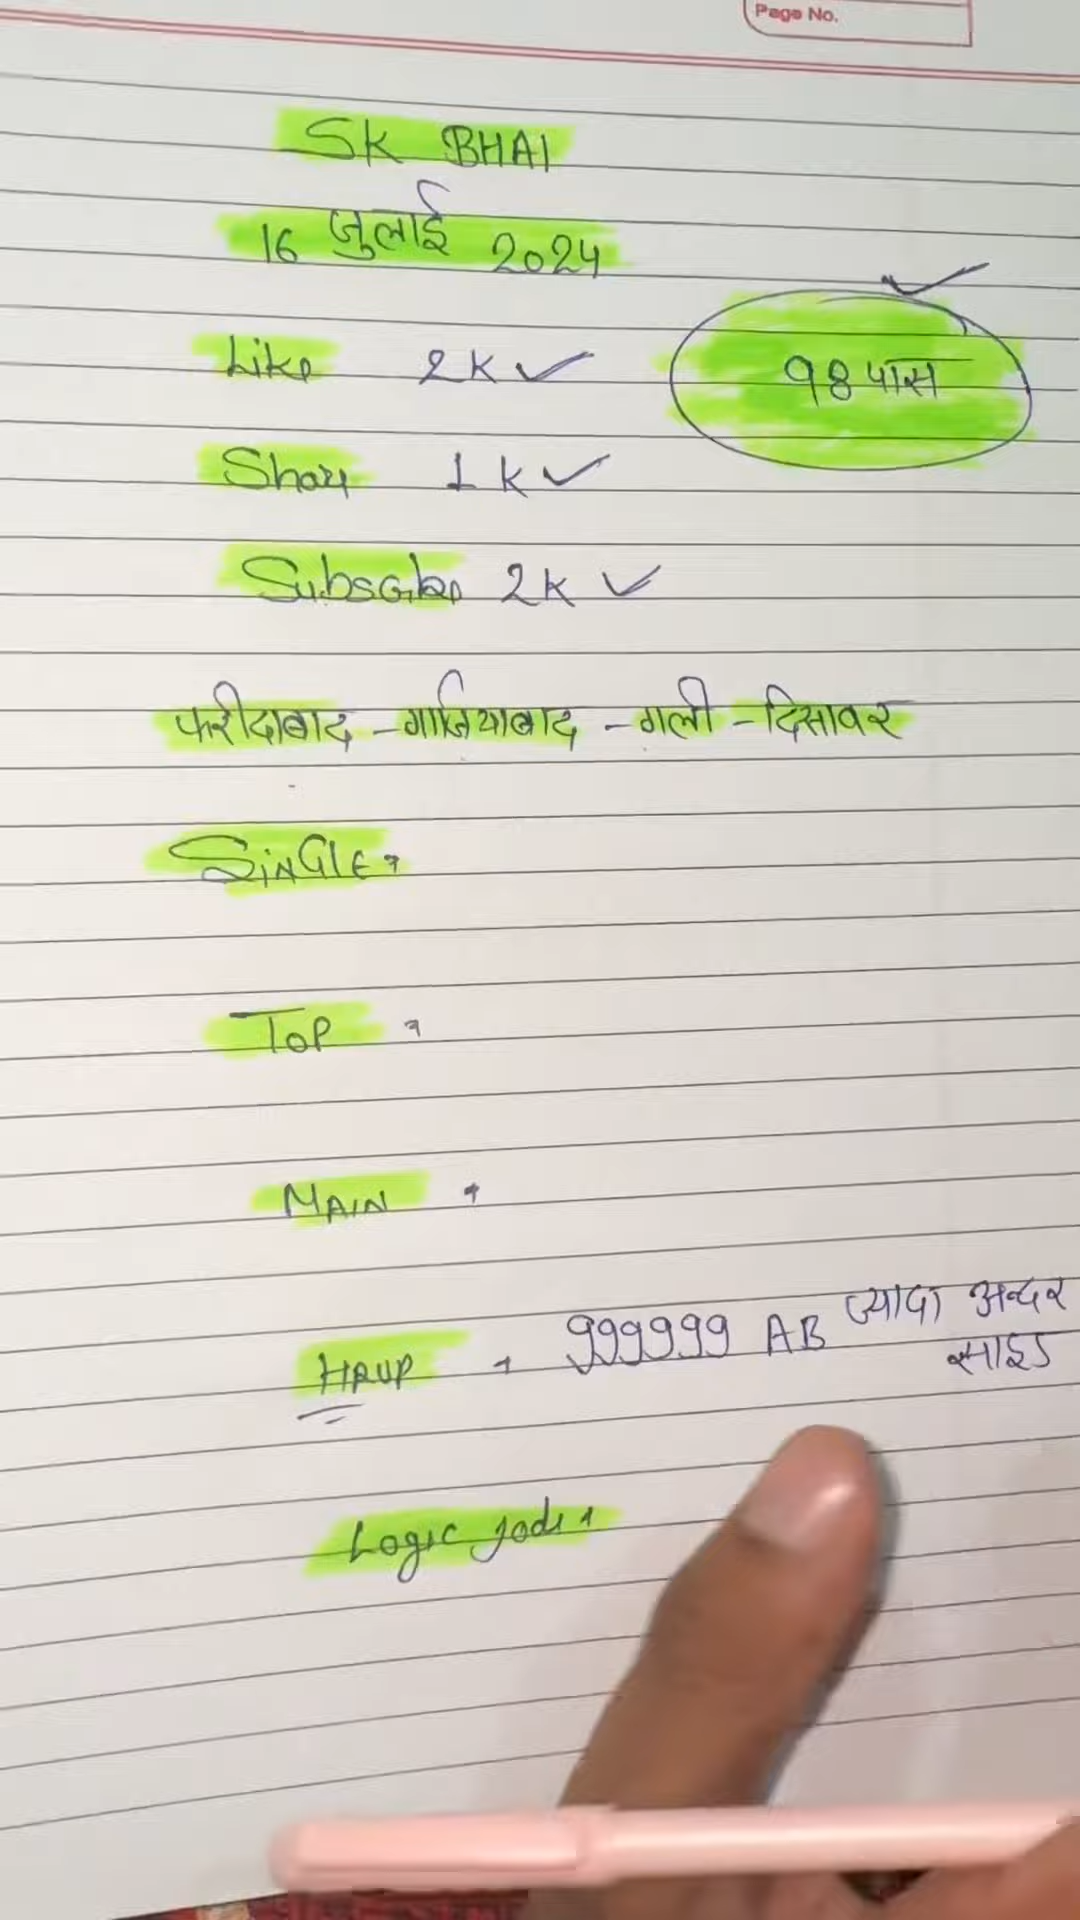 Page No.
SK BHAI
16 जुलाई 2024
Like 2K ✓
98 पास ✓
Share 1K ✓
Subscribe 2K ✓
फरीदाबाद - गाजियाबाद - गली - दिसावर
SiNGLE
TOP
MAIN
HRUP 999999 AB ज्यादा अन्दर
साइड
Logic jodi